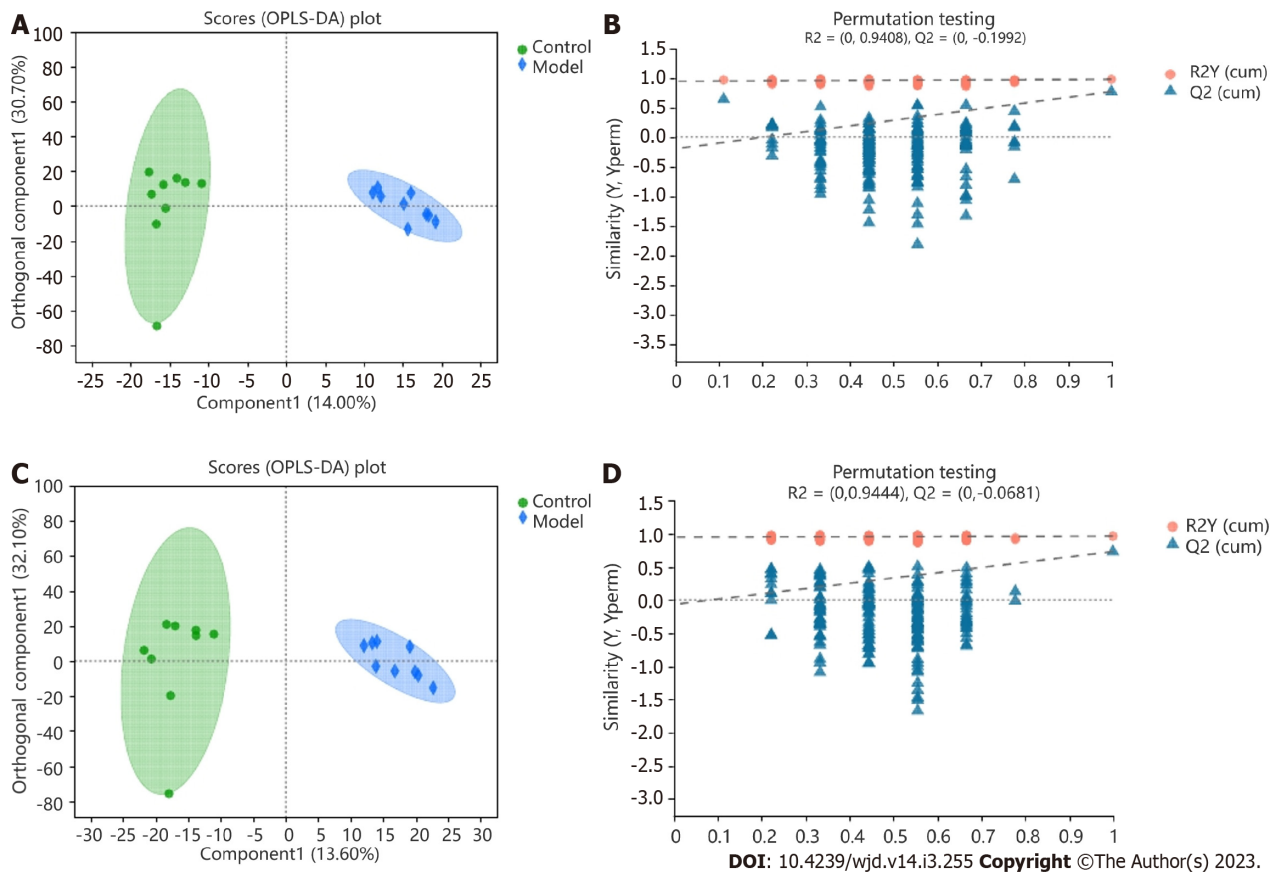 A
Scores (OPLS-DA) plot
Control
Model
Orthogonal component1 (30.70%)
100
80
60
40
20
0
-20
-40
-60
-80
-25 -20 -15 -10 -5 0 5 10 15 20 25
Component1 (14.00%)
B
Permutation testing
R2 = (0, 0.9408), Q2 = (0, -0.1992)
R2Y (cum)
Q2 (cum)
Similarity (Y, Yperm)
1.5
1.0
0.5
0.0
-0.5
-1.0
-1.5
-2.0
-2.5
-3.0
-3.5
0 0.1 0.2 0.3 0.4 0.5 0.6 0.7 0.8 0.9 1
C
Scores (OPLS-DA) plot
Control
Model
Orthogonal component1 (32.10%)
100
80
60
40
20
0
-20
-40
-60
-80
-30 -25 -20 -15 -10 -5 0 5 10 15 20 25 30
Component1 (13.60%)
D
Permutation testing
R2 = (0,0.9444), Q2 = (0,-0.0681)
R2Y (cum)
Q2 (cum)
Similarity (Y, Yperm)
1.5
1.0
0.5
0.0
-0.5
-1.0
-1.5
-2.0
-2.5
-3.0
0 0.1 0.2 0.3 0.4 0.5 0.6 0.7 0.8 0.9 1
DOI: 10.4239/wjd.v14.i3.255 Copyright ©The Author(s) 2023.